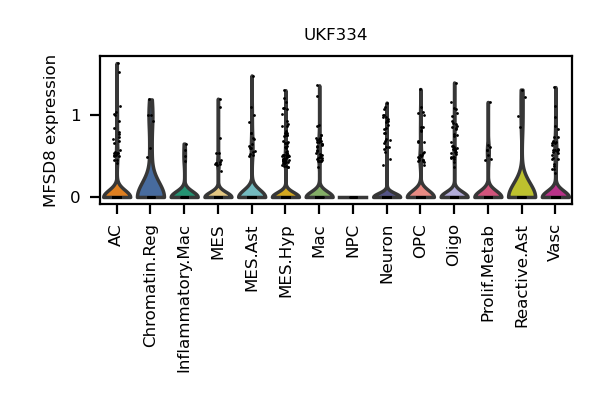 UKF334
MFSD8 expression
1
0
AC
Chromatin.Reg
Inflammatory.Mac
MES
MES.Ast
MES.Hyp
Mac
NPC
Neuron
OPC
Oligo
Prolif.Metab
Reactive.Ast
Vasc